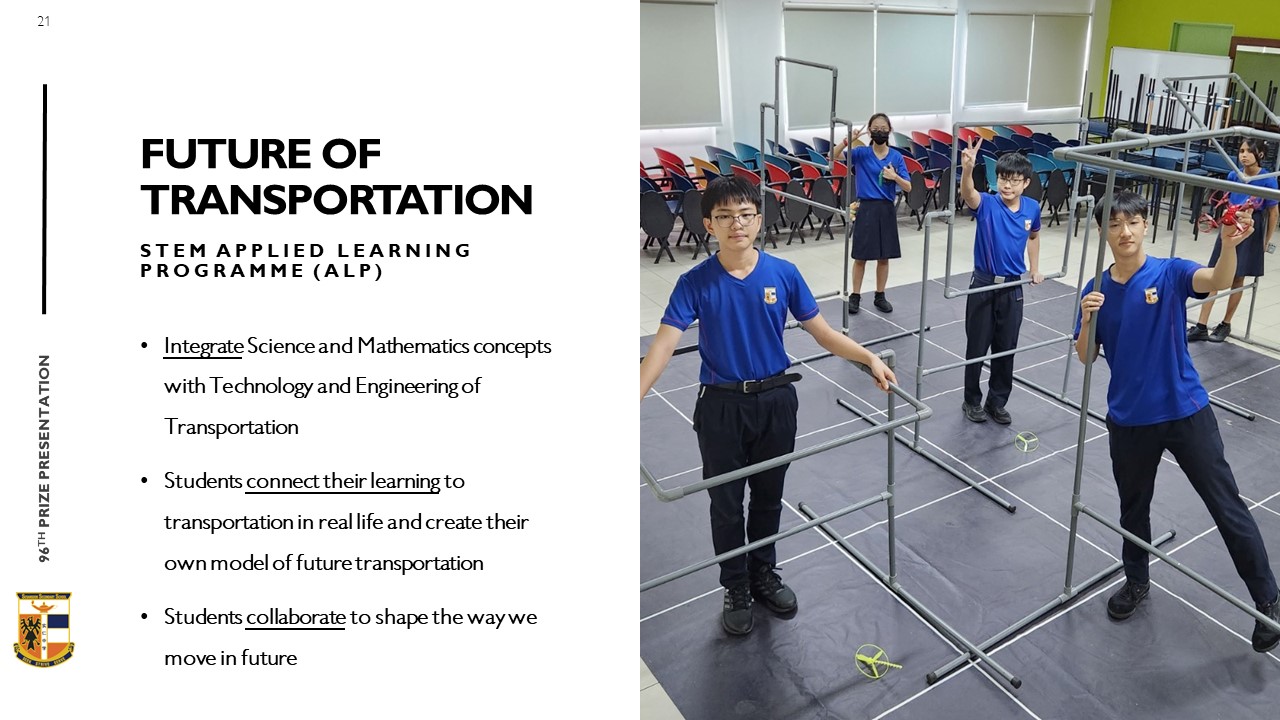 21
FUTURE OF
TRANSPORTATION
STEM APPLIED LEARNING
PROGRAMME (ALP)
• Integrate Science and Mathematics concepts
with Technology and Engineering of
Transportation
• Students connect their learning to
transportation in real life and create their
own model of future transportation
• Students collaborate to shape the way we
move in future
96TH PRIZE PRESENTATION